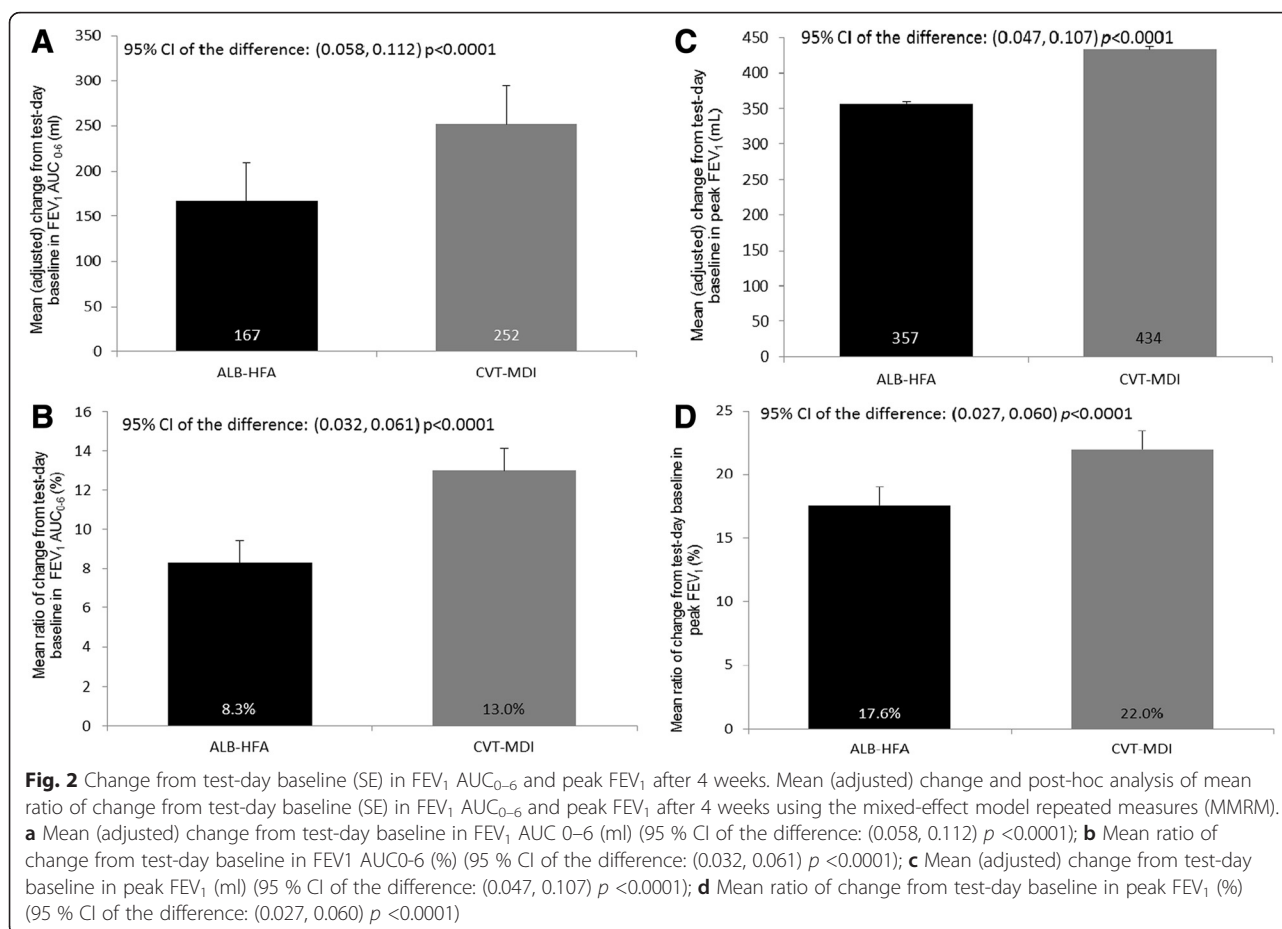 A
95% CI of the difference: (0.058, 0.112) p<0.0001
Mean (adjusted) change from test-day
baseline in FEV₁ AUC ₀₋₆ (ml)
350
300
250
200
150
100
50
0
167
252
ALB-HFA
CVT-MDI
B
95% CI of the difference: (0.032, 0.061) p<0.0001
Mean ratio of change from test-day
baseline in FEV₁ AUC₀₋₆ (%)
16
14
12
10
8
6
4
2
0
8.3%
13.0%
ALB-HFA
CVT-MDI
C
95% CI of the difference: (0.047, 0.107) p<0.0001
Mean (adjusted) change from test-day
baseline in peak FEV₁ (mL)
450
400
350
300
250
200
150
100
50
0
357
434
ALB-HFA
CVT-MDI
D
95% CI of the difference: (0.027, 0.060) p<0.0001
Mean ratio of change from test-day baseline in
peak FEV₁ (%)
25
20
15
10
5
0
17.6%
22.0%
ALB-HFA
CVT-MDI
Fig. 2 Change from test-day baseline (SE) in FEV₁ AUC₀₋₆ and peak FEV₁ after 4 weeks. Mean (adjusted) change and post-hoc analysis of mean
ratio of change from test-day baseline (SE) in FEV₁ AUC₀₋₆ and peak FEV₁ after 4 weeks using the mixed-effect model repeated measures (MMRM).
a Mean (adjusted) change from test-day baseline in FEV₁ AUC 0–6 (ml) (95 % CI of the difference: (0.058, 0.112) p <0.0001); b Mean ratio of
change from test-day baseline in FEV1 AUC0-6 (%) (95 % CI of the difference: (0.032, 0.061) p <0.0001); c Mean (adjusted) change from test-day
baseline in peak FEV₁ (ml) (95 % CI of the difference: (0.047, 0.107) p <0.0001); d Mean ratio of change from test-day baseline in peak FEV₁ (%)
(95 % CI of the difference: (0.027, 0.060) p <0.0001)